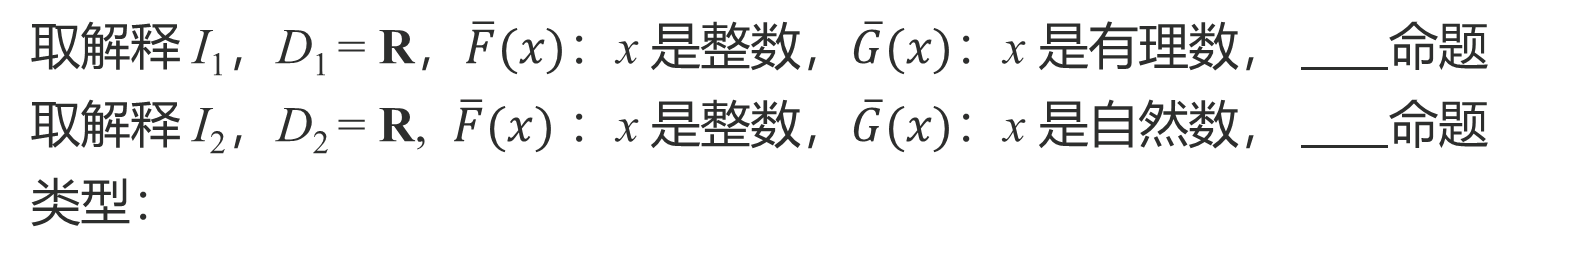 取解释 I₁，D₁ = R，F̅(x)：x 是整数，G̅(x)：x 是有理数，____命题
取解释 I₂，D₂ = R, F̅(x)：x 是整数，G̅(x)：x 是自然数，____命题
类型：